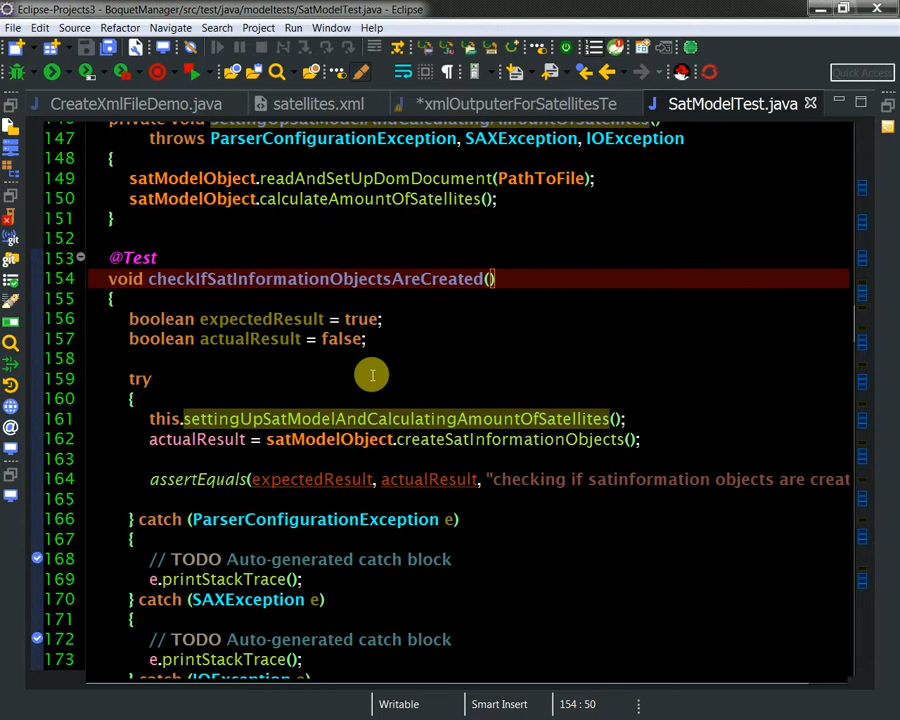 Eclipse-Projects3 - BoquetManager/src/test/java/modeltests/SatModelTest.java - Eclipse
File Edit Source Refactor Navigate Search Project Run Window Help
Quick Access
CreateXmlFileDemo.java satellites.xml *xmlOutputerForSatellitesTe SatModelTest.java
147 throws ParserConfigurationException, SAXException, IOException
148 {
149 satModelObject.readAndSetUpDomDocument(PathToFile);
150 satModelObject.calculateAmountOfSatellites();
151 }
152
153 @Test
154 void checkIfSatInformationObjectsAreCreated()
155 {
156 boolean expectedResult = true;
157 boolean actualResult = false;
158
159 try
160 {
161 this.settingUpSatModelAndCalculatingAmountOfSatellites();
162 actualResult = satModelObject.createSatInformationObjects();
163
164 assertEquals(expectedResult, actualResult, "checking if satinformation objects are creat
165
166 } catch (ParserConfigurationException e)
167 {
168 // TODO Auto-generated catch block
169 e.printStackTrace();
170 } catch (SAXException e)
171 {
172 // TODO Auto-generated catch block
173 e.printStackTrace();
Writable Smart Insert 154 : 50